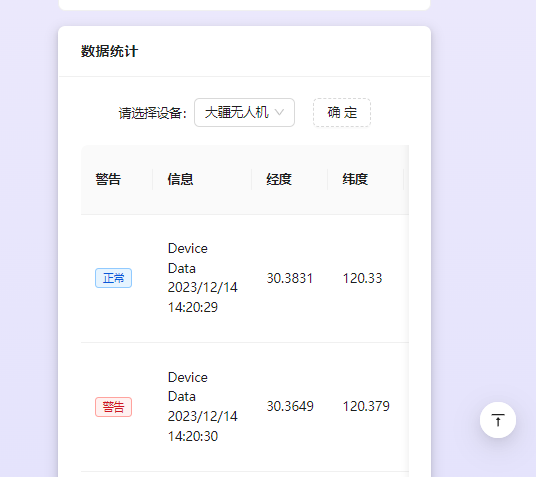 数据统计
请选择设备: 大疆无人机 确 定
警告 信息 经度 纬度
正常 Device Data 2023/12/14 14:20:29 30.3831 120.33
警告 Device Data 2023/12/14 14:20:30 30.3649 120.379